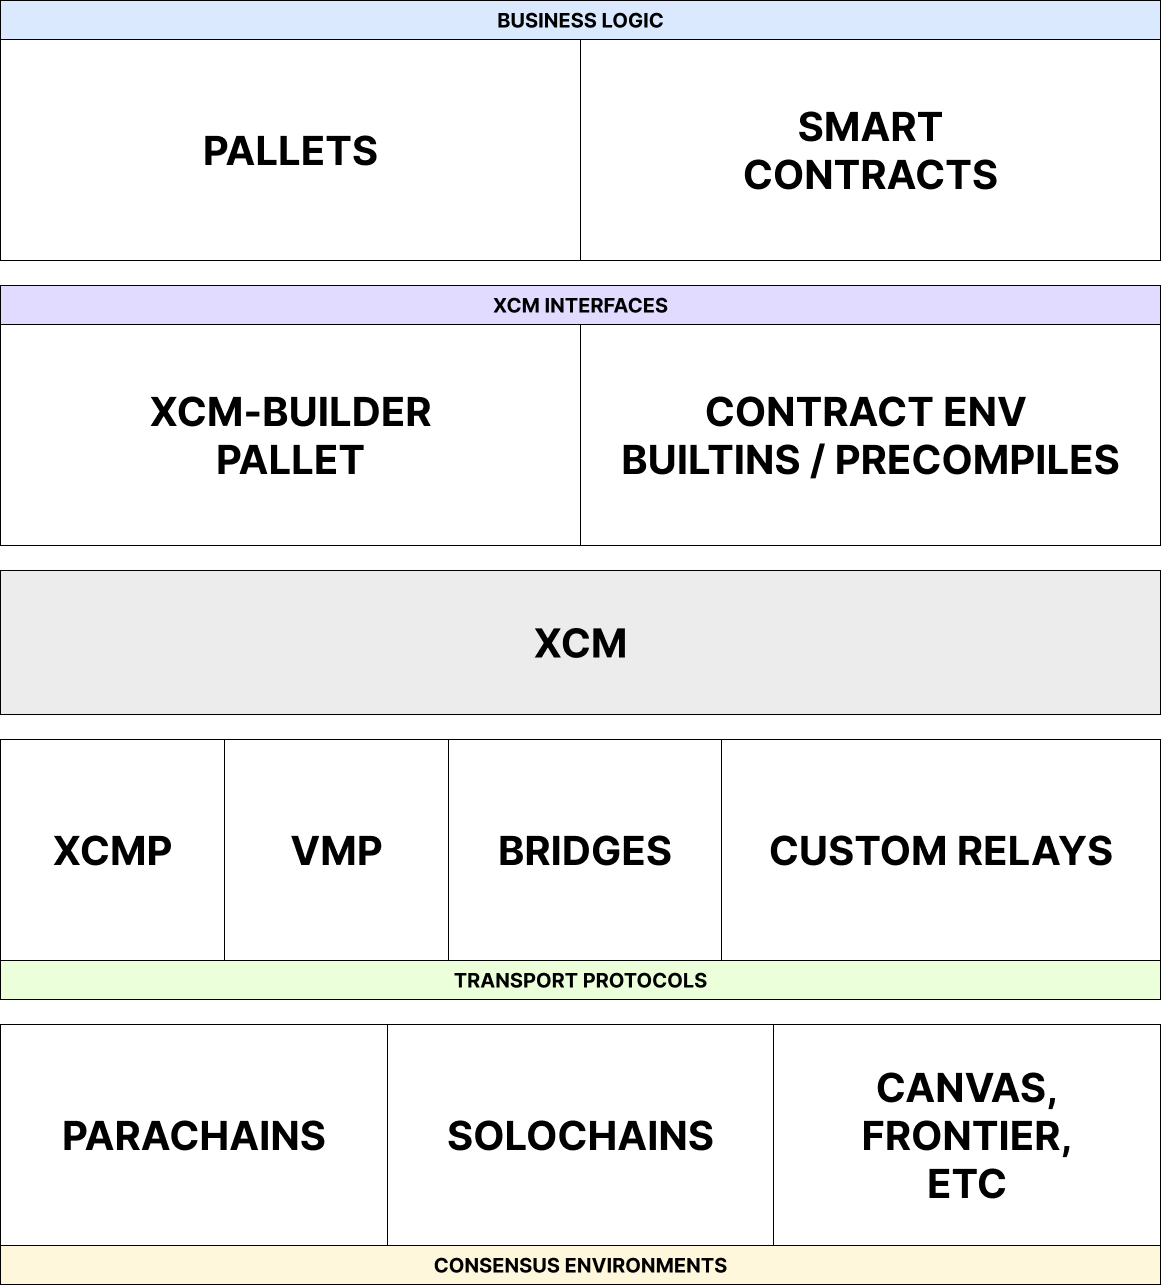 BUSINESS LOGIC
PALLETS
SMART
CONTRACTS
XCM INTERFACES
XCM-BUILDER
PALLET
CONTRACT ENV
BUILTINS / PRECOMPILES
XCM
XCMP
VMP
BRIDGES
CUSTOM RELAYS
TRANSPORT PROTOCOLS
PARACHAINS
SOLOCHAINS
CANVAS,
FRONTIER,
ETC
CONSENSUS ENVIRONMENTS